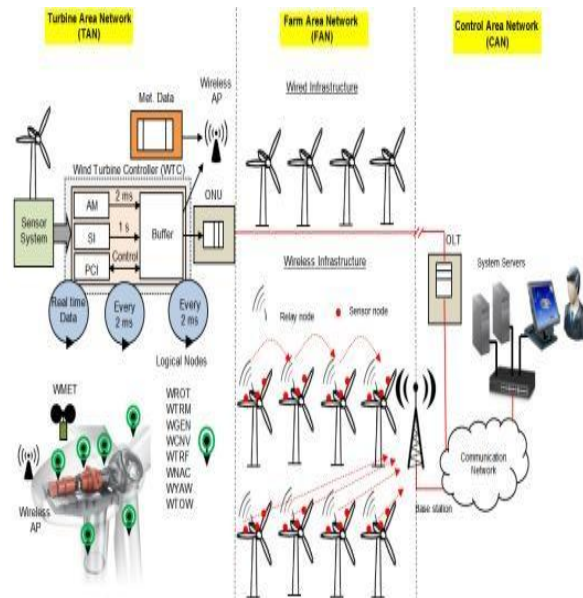 Turbine Area Network
(TAN)
Farm Area Network
(FAN)
Control Area Network
(CAN)
Wireless
AP
Met. Data
Wired Infrastructure
Wind Turbine Controller (WTC)
Sensor
System
AM
2 ms
SI
1 s
PCI
Control
Buffer
ONU
OLT
System Servers
Real time
Data
Every
2 ms
Every
2 ms
Logical Nodes
Wireless Infrastructure
Relay node
Sensor node
WMET
Wireless
AP
WROT
WTRM
WGEN
WCNV
WTRF
WNAC
WYAW
WTOW
Base station
Communication
Network